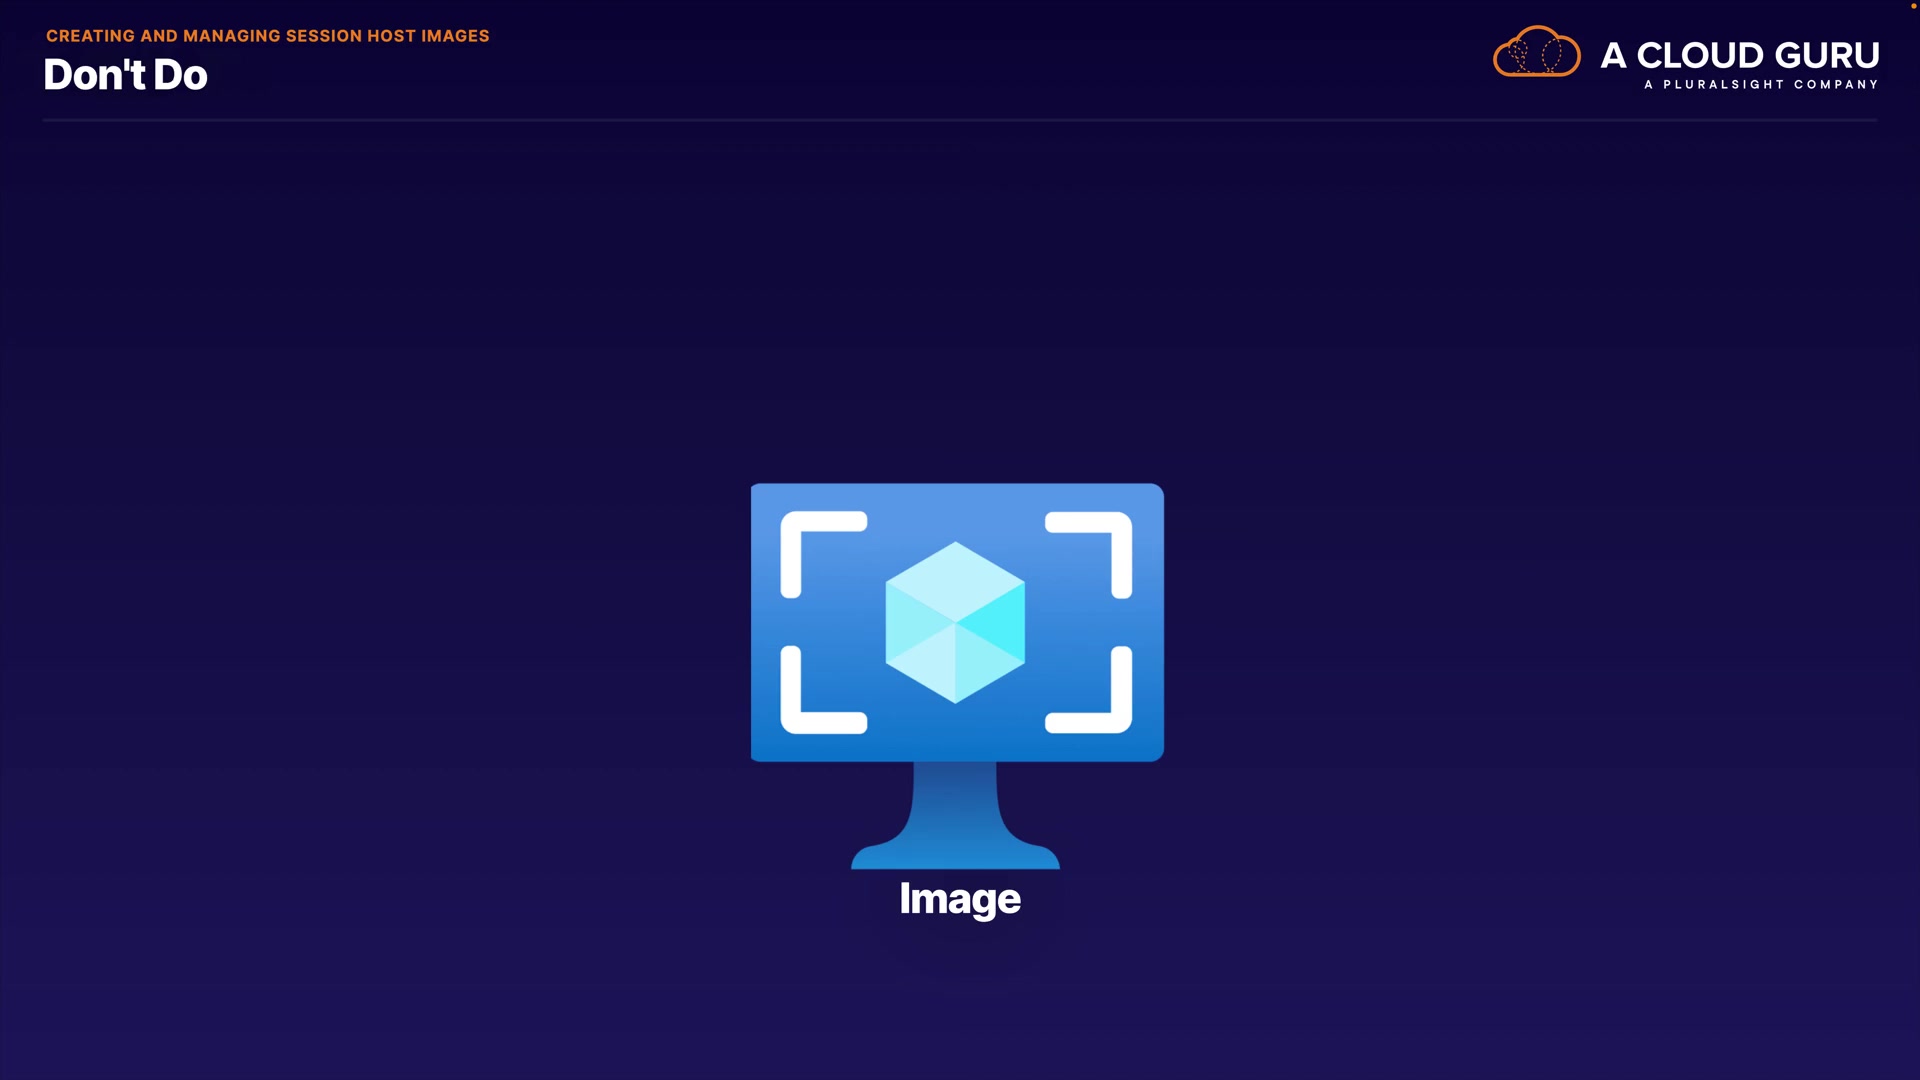 CREATING AND MANAGING SESSION HOST IMAGES
Don't Do
A CLOUD GURU
A PLURALSIGHT COMPANY
Image